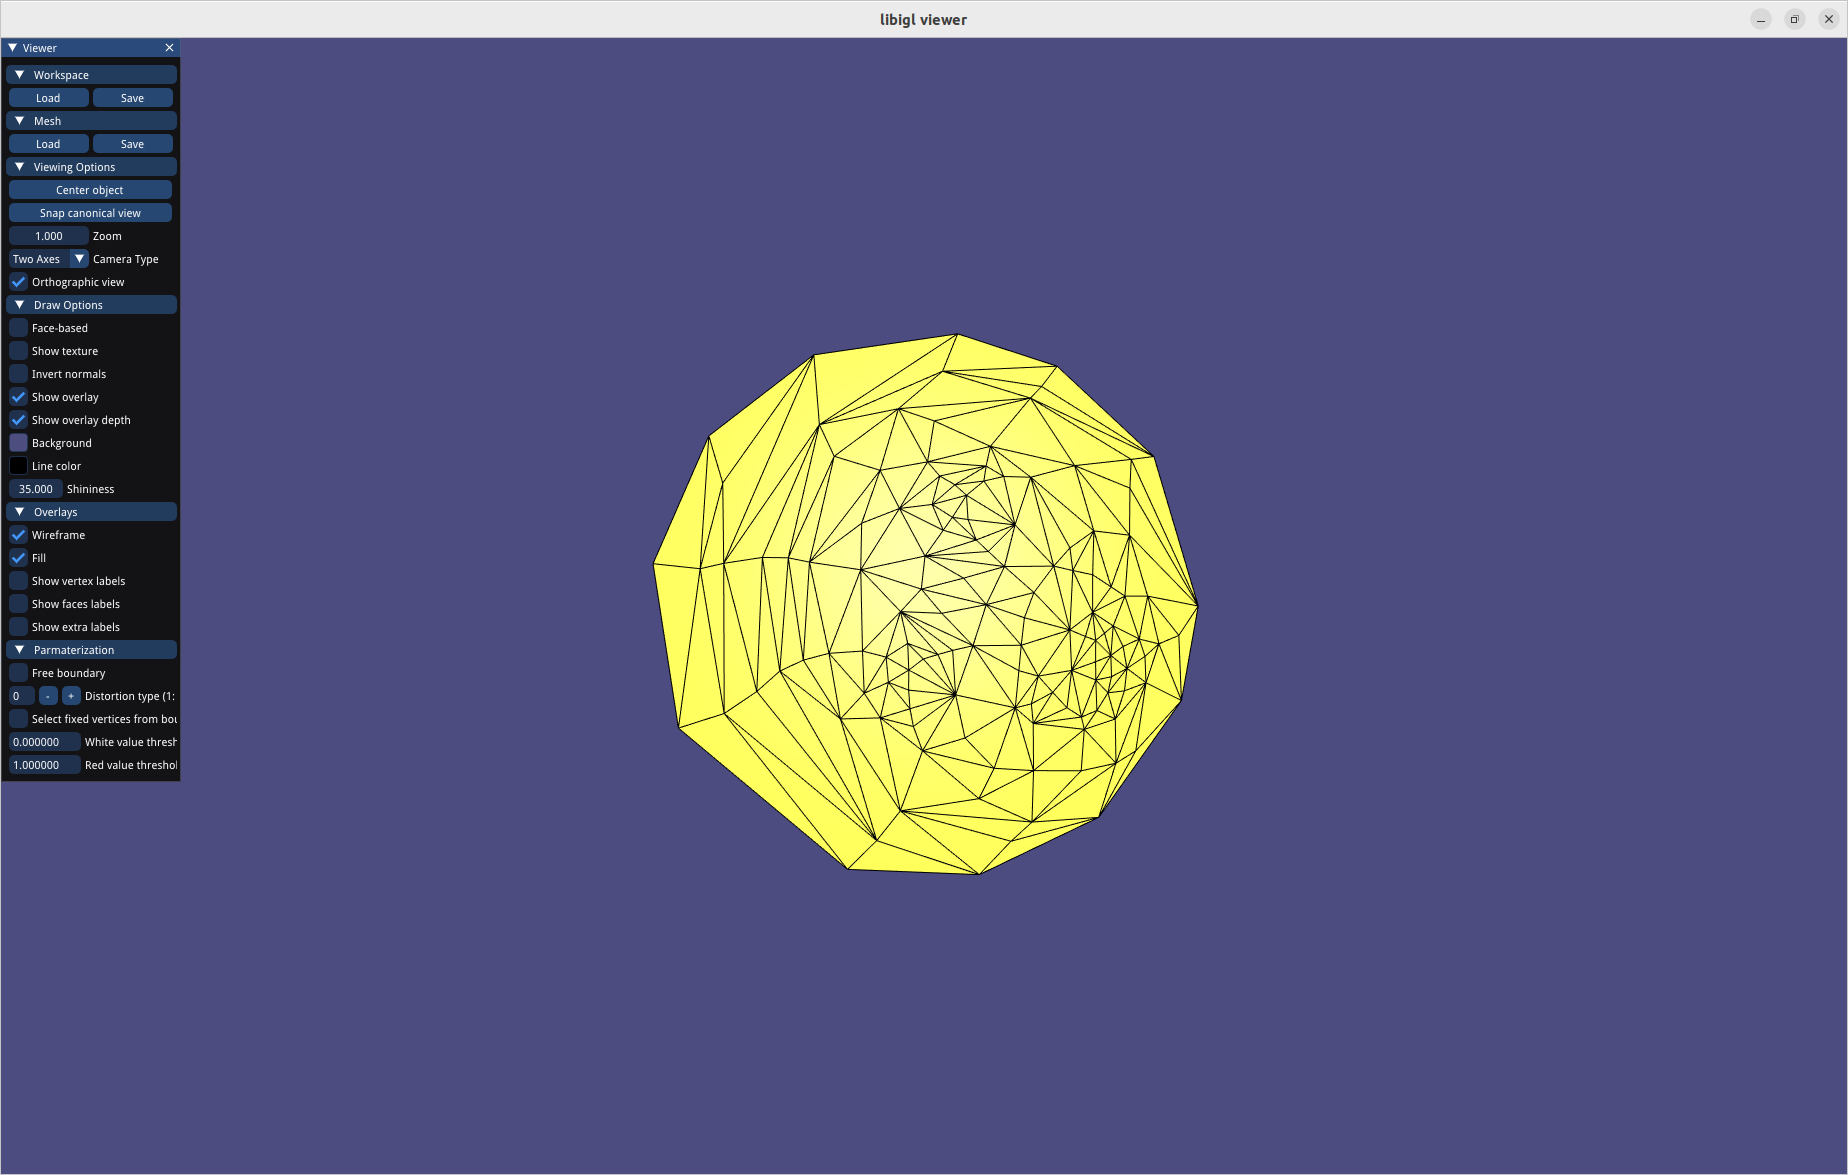 libigl viewer
Viewer
Workspace
Load Save
Mesh
Load Save
Viewing Options
Center object
Snap canonical view
1.000 Zoom
Two Axes Camera Type
Orthographic view
Draw Options
Face-based
Show texture
Invert normals
Show overlay
Show overlay depth
Background
Line color
35.000 Shininess
Overlays
Wireframe
Fill
Show vertex labels
Show faces labels
Show extra labels
Parmaterization
Free boundary
0 - + Distortion type (1:
Select fixed vertices from bou
0.000000 White value thresh
1.000000 Red value threshol